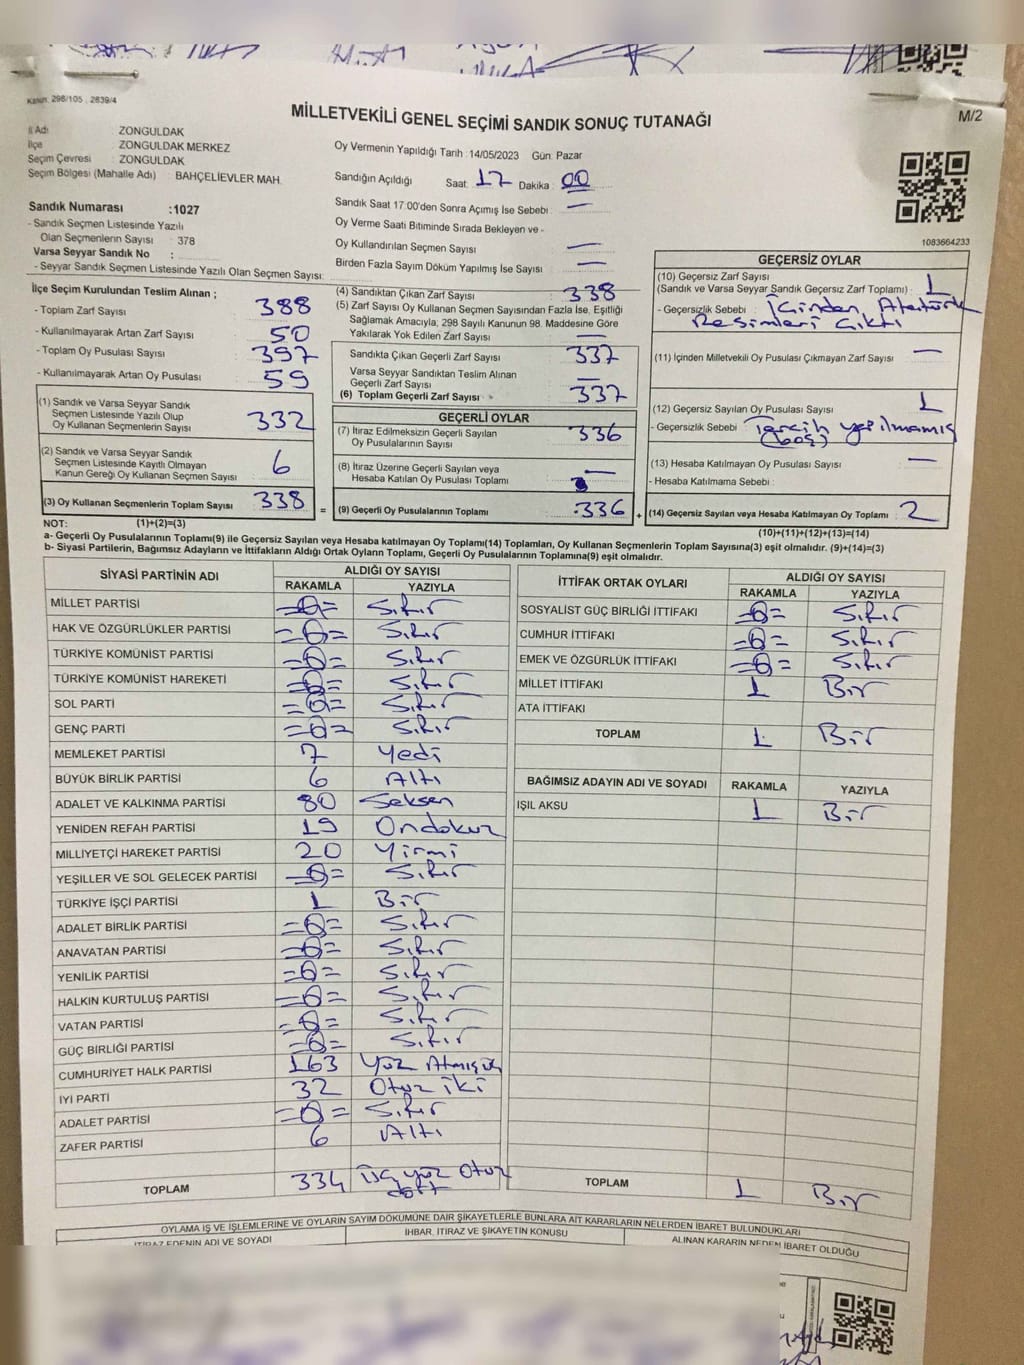 Kanun: 298/105 , 2839/4
MİLLETVEKİLİ GENEL SEÇİMİ SANDIK SONUÇ TUTANAĞI
M/2
İl Adı : ZONGULDAK
İlçe : ZONGULDAK MERKEZ
Seçim Çevresi : ZONGULDAK
Seçim Bölgesi (Mahalle Adı) : BAHÇELİEVLER MAH.
Sandık Numarası :1027
- Sandık Seçmen Listesinde Yazılı
Olan Seçmenlerin Sayısı : 378
Varsa Seyyar Sandık No :
- Seyyar Sandık Seçmen Listesinde Yazılı Olan Seçmen Sayısı:
Oy Vermenin Yapıldığı Tarih :14/05/2023 Gün: Pazar
Sandığın Açıldığı Saat: 17 Dakika : 00
Sandık Saat 17:00'den Sonra Açılmış İse Sebebi : —
Oy Verme Saati Bitiminde Sırada Bekleyen ve -
Oy Kullandırılan Seçmen Sayısı : —
Birden Fazla Sayım Döküm Yapılmış İse Sayısı : —
1083664233
İlçe Seçim Kurulundan Teslim Alınan ;
- Toplam Zarf Sayısı : 388
- Kullanılmayarak Artan Zarf Sayısı : 50
- Toplam Oy Pusulası Sayısı : 397
- Kullanılmayarak Artan Oy Pusulası : 59
(1) Sandık ve Varsa Seyyar Sandık
Seçmen Listesinde Yazılı Olup
Oy Kullanan Seçmenlerin Sayısı : 332
(2) Sandık ve Varsa Seyyar Sandık
Seçmen Listesinde Kayıtlı Olmayan
Kanun Gereği Oy Kullanan Seçmen Sayısı : 6
(3) Oy Kullanan Seçmenlerin Toplam Sayısı : 338
(4) Sandıktan Çıkan Zarf Sayısı : 338
(5) Zarf Sayısı Oy Kullanan Seçmen Sayısından Fazla İse, Eşitliği
Sağlamak Amacıyla; 298 Sayılı Kanunun 98. Maddesine Göre
Yakılarak Yok Edilen Zarf Sayısı : —
Sandıkta Çıkan Geçerli Zarf Sayısı : 337
Varsa Seyyar Sandıktan Teslim Alınan
Geçerli Zarf Sayısı : —
(6) Toplam Geçerli Zarf Sayısı : 337
GEÇERLİ OYLAR
(7) İtiraz Edilmeksizin Geçerli Sayılan
Oy Pusulalarının Sayısı : 336
(8) İtiraz Üzerine Geçerli Sayılan veya
Hesaba Katılan Oy Pusulası Toplamı : —
= (9) Geçerli Oy Pusulalarının Toplamı : 336 +
GEÇERSİZ OYLAR
(10) Geçersiz Zarf Sayısı
(Sandık ve Varsa Seyyar Sandık Geçersiz Zarf Toplamı) : 1
- Geçersizlik Sebebi : İçinden Atatürk
Resimleri Çıktı
(11) İçinden Milletvekili Oy Pusulası Çıkmayan Zarf Sayısı : —
(12) Geçersiz Sayılan Oy Pusulası Sayısı : 1
- Geçersizlik Sebebi : Tercih yapılmamış
(boş)
(13) Hesaba Katılmayan Oy Pusulası Sayısı : —
- Hesaba Katılmama Sebebi :
(14) Geçersiz Sayılan veya Hesaba Katılmayan Oy Toplamı : 2
NOT: (1)+(2)=(3)
(10)+(11)+(12)+(13)=(14)
a- Geçerli Oy Pusulalarının Toplamı(9) ile Geçersiz Sayılan veya Hesaba katılmayan Oy Toplamı(14) Toplamları, Oy Kullanan Seçmenlerin Toplam Sayısına(3) eşit olmalıdır. (9)+(14)=(3)
b- Siyasi Partilerin, Bağımsız Adayların ve İttifakların Aldığı Ortak Oyların Toplamı, Geçerli Oy Pusulalarının Toplamına(9) eşit olmalıdır.
SİYASİ PARTİNİN ADI ALDIĞI OY SAYISI
RAKAMLA YAZIYLA
MİLLET PARTİSİ =0= Sıfır
HAK VE ÖZGÜRLÜKLER PARTİSİ =0= Sıfır
TÜRKİYE KOMÜNİST PARTİSİ =0= Sıfır
TÜRKİYE KOMÜNİST HAREKETİ =0= Sıfır
SOL PARTİ =0= Sıfır
GENÇ PARTİ =0= Sıfır
MEMLEKET PARTİSİ 7 Yedi
BÜYÜK BİRLİK PARTİSİ 6 Altı
ADALET VE KALKINMA PARTİSİ 80 Seksen
YENİDEN REFAH PARTİSİ 19 Ondokuz
MİLLİYETÇİ HAREKET PARTİSİ 20 Yirmi
YEŞİLLER VE SOL GELECEK PARTİSİ =0= Sıfır
TÜRKİYE İŞÇİ PARTİSİ 1 Bir
ADALET BİRLİK PARTİSİ =0= Sıfır
ANAVATAN PARTİSİ =0= Sıfır
YENİLİK PARTİSİ =0= Sıfır
HALKIN KURTULUŞ PARTİSİ =0= Sıfır
VATAN PARTİSİ =0= Sıfır
GÜÇ BİRLİĞİ PARTİSİ =0= Sıfır
CUMHURİYET HALK PARTİSİ 163 Yüz Atmışüç
İYİ PARTİ 32 Otuz iki
ADALET PARTİSİ =0= Sıfır
ZAFER PARTİSİ 6 Altı
TOPLAM 334 Üç yüz Otuz
dört
İTTİFAK ORTAK OYLARI ALDIĞI OY SAYISI
RAKAMLA YAZIYLA
SOSYALİST GÜÇ BİRLİĞİ İTTİFAKI =0= Sıfır
CUMHUR İTTİFAKI =0= Sıfır
EMEK VE ÖZGÜRLÜK İTTİFAKI =0= Sıfır
MİLLET İTTİFAKI 1 Bir
ATA İTTİFAKI
TOPLAM 1 Bir
BAĞIMSIZ ADAYIN ADI VE SOYADI RAKAMLA YAZIYLA
IŞIL AKSU 1 Bir
TOPLAM 1 Bir
OYLAMA İŞ VE İŞLEMLERİNE VE OYLARIN SAYIM DÖKÜMÜNE DAİR ŞİKAYETLERLE BUNLARA AİT KARARLARIN NELERDEN İBARET BULUNDUKLARI
İTİRAZ EDENİN ADI VE SOYADI İHBAR, İTİRAZ VE ŞİKAYETİN KONUSU ALINAN KARARIN NEDEN İBARET OLDUĞU